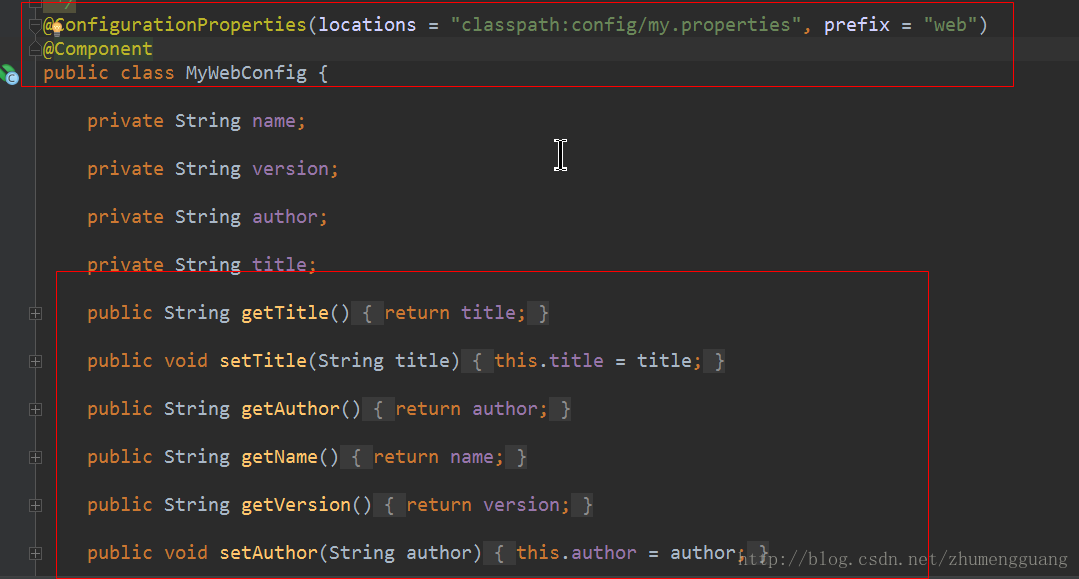 */
@ConfigurationProperties(locations = "classpath:config/my.properties", prefix = "web")
@Component
public class MyWebConfig {
private String name;
private String version;
private String author;
private String title;
public String getTitle() { return title; }
public void setTitle(String title) { this.title = title; }
public String getAuthor() { return author; }
public String getName() { return name; }
public String getVersion() { return version; }
public void setAuthor(String author) { this.author = author; }
http://blog.csdn.net/zhumengguang